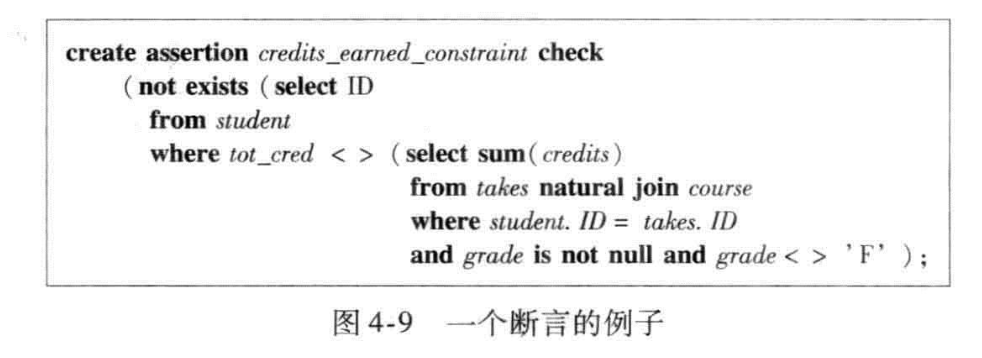 create assertion credits_earned_constraint check
( not exists ( select ID
from student
where tot_cred < > ( select sum( credits )
from takes natural join course
where student. ID = takes. ID
and grade is not null and grade < > 'F' ) ;
图 4-9 一个断言的例子